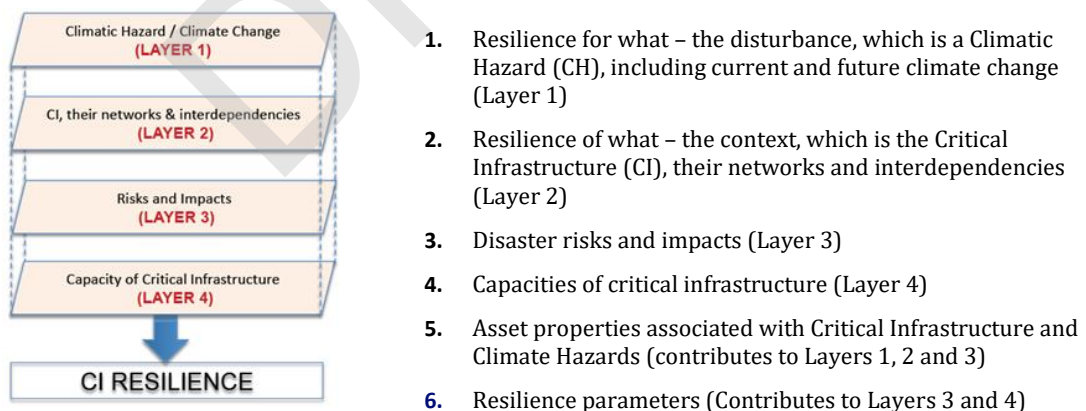 Climatic Hazard / Climate Change
(LAYER 1)
CI, their networks & interdependencies
(LAYER 2)
Risks and Impacts
(LAYER 3)
Capacity of Critical Infrastructure
(LAYER 4)
CI RESILIENCE
1. Resilience for what – the disturbance, which is a Climatic
Hazard (CH), including current and future climate change
(Layer 1)
2. Resilience of what – the context, which is the Critical
Infrastructure (CI), their networks and interdependencies
(Layer 2)
3. Disaster risks and impacts (Layer 3)
4. Capacities of critical infrastructure (Layer 4)
5. Asset properties associated with Critical Infrastructure and
Climate Hazards (contributes to Layers 1, 2 and 3)
6. Resilience parameters (Contributes to Layers 3 and 4)